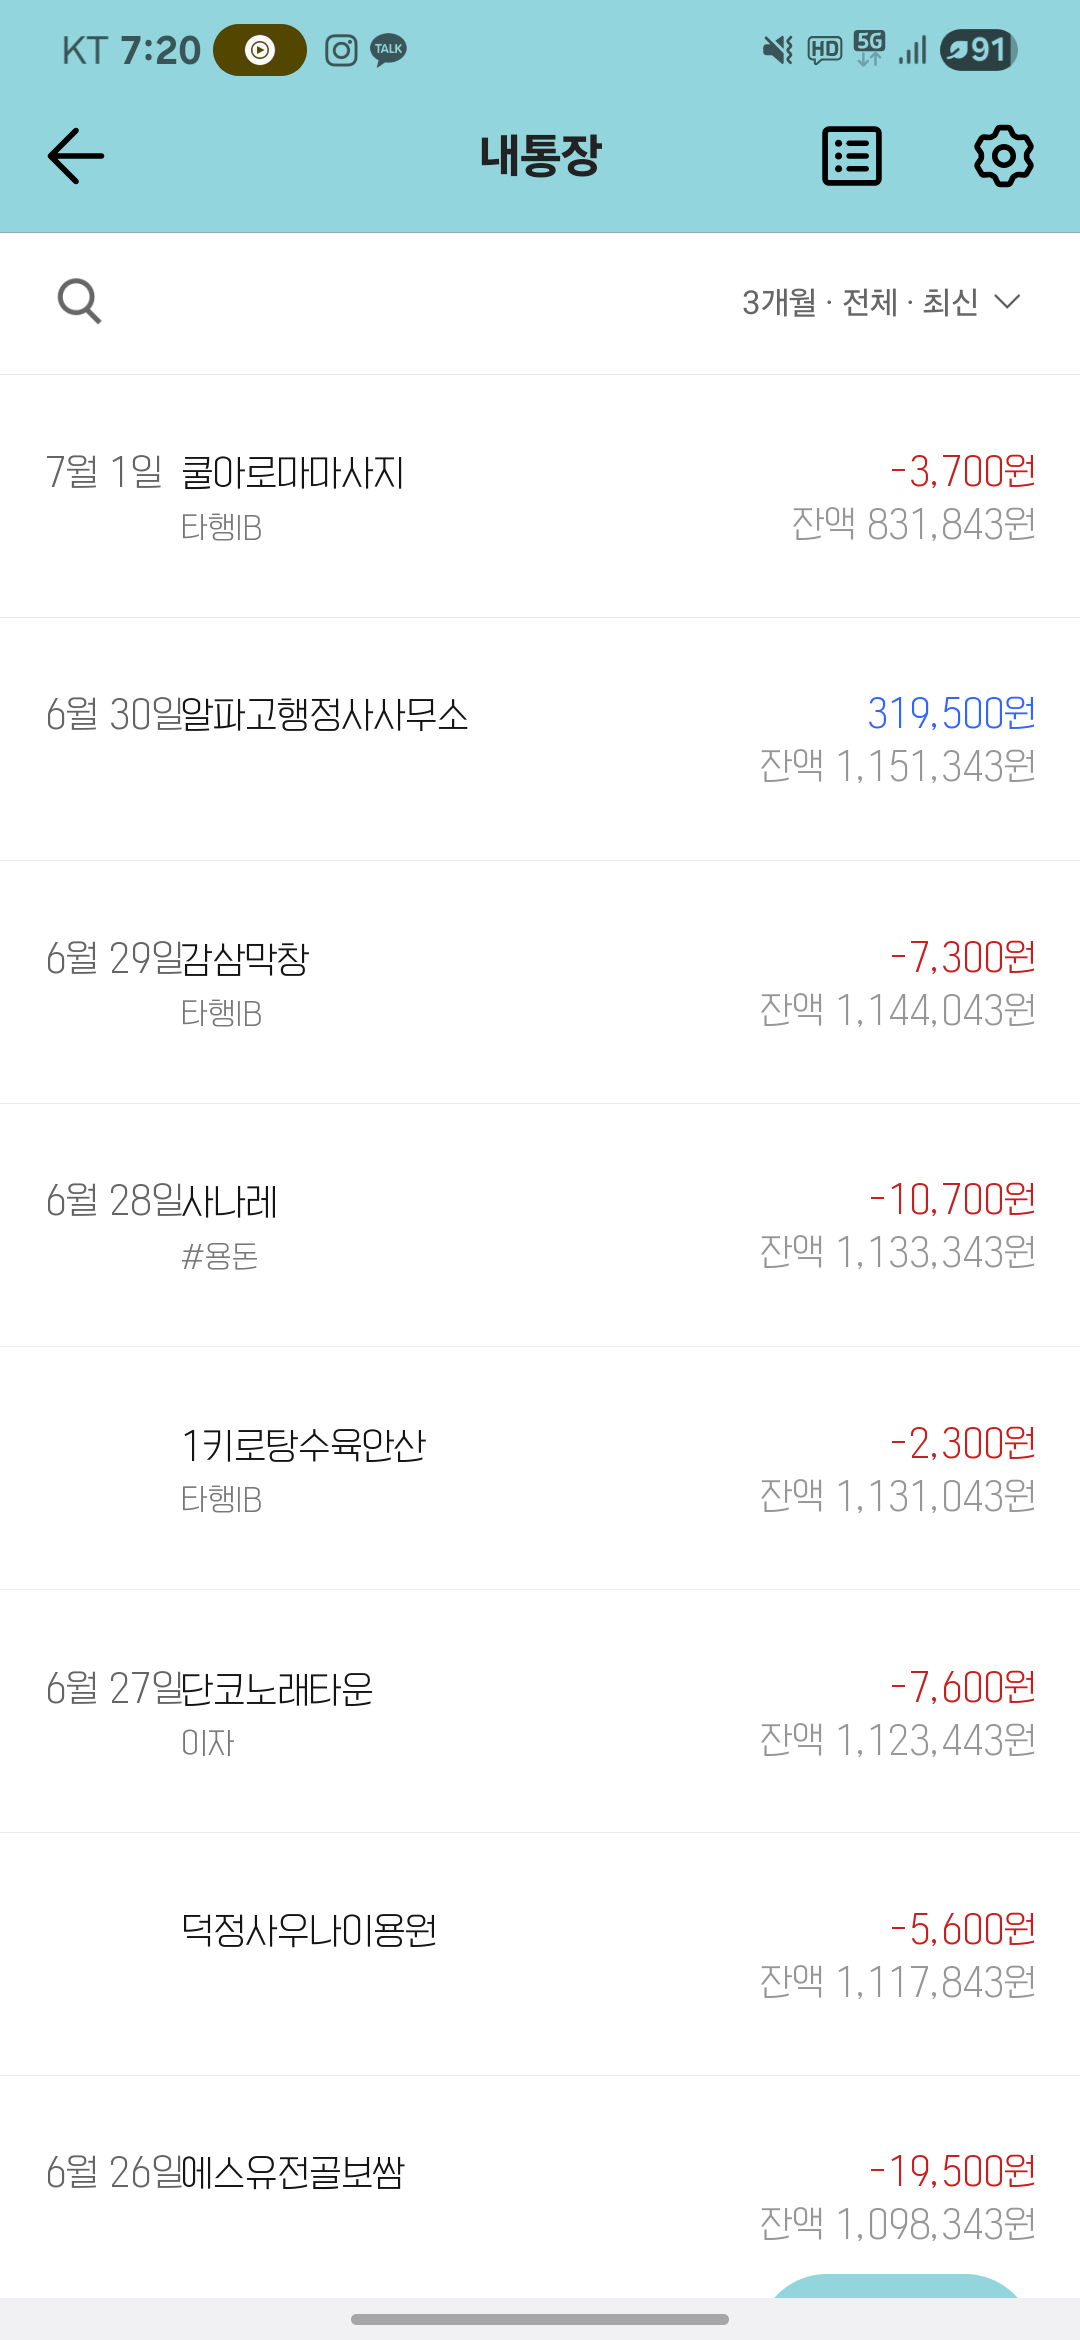 KT 7:20 TALK HD 5G 91
내통장
3개월 · 전체 · 최신
7월 1일 쿨아로마마사지 -3,700원
타행IB 잔액 831,843원
6월 30일 알파고행정사사무소 319,500원
잔액 1,151,343원
6월 29일 감삼막창 -7,300원
타행IB 잔액 1,144,043원
6월 28일 사나레 -10,700원
#용돈 잔액 1,133,343원
1키로탕수육안산 -2,300원
타행IB 잔액 1,131,043원
6월 27일 단코노래타운 -7,600원
이자 잔액 1,123,443원
덕정사우나이용원 -5,600원
잔액 1,117,843원
6월 26일 에스유전골보쌈 -19,500원
잔액 1,098,343원